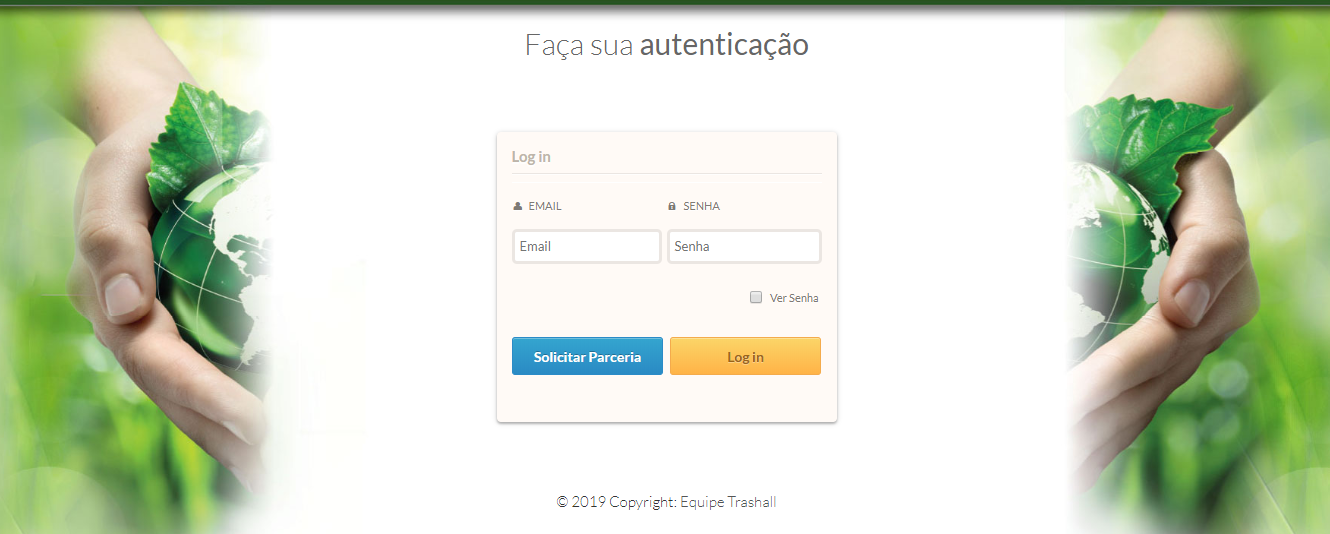 Faça sua autenticação
Log in
EMAIL SENHA
Email Senha
Ver Senha
Solicitar Parceria Log in
© 2019 Copyright: Equipe Trashall